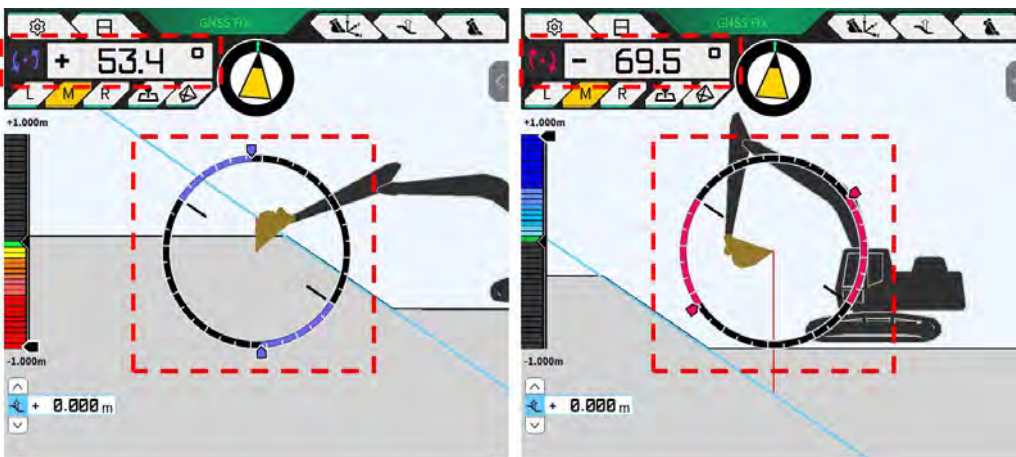 GNSS FIX
+ 53.4 °
L M R
+1.000m
-1.000m
+ 0.000 m
GNSS FIX
- 69.5 °
L M R
+1.000m
-1.000m
+ 0.000 m